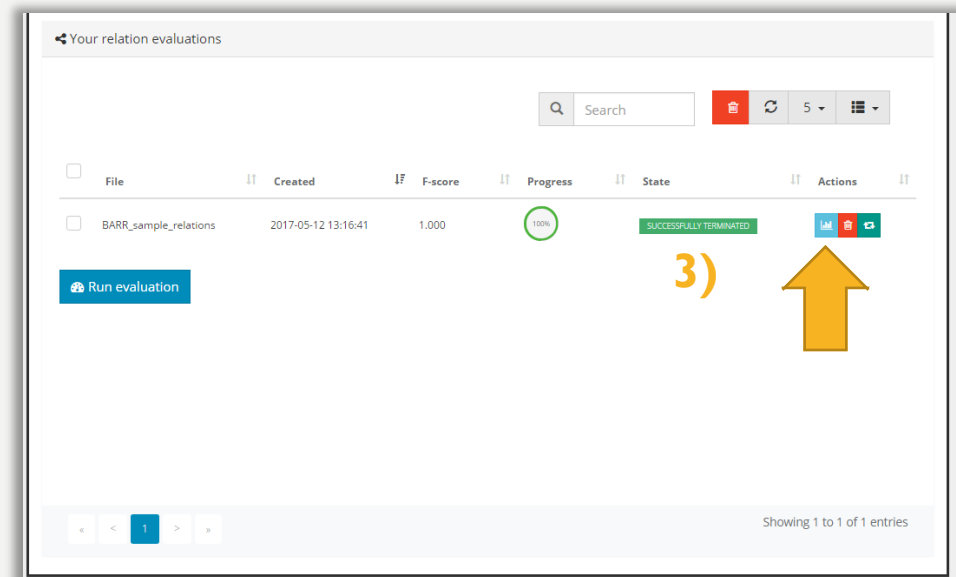 Your relation evaluations
Search
5
File Created F-score Progress State Actions
BARR_sample_relations 2017-05-12 13:16:41 1.000 100% SUCCESSFULLY TERMINATED
3)
Run evaluation
« < 1 > »
Showing 1 to 1 of 1 entries